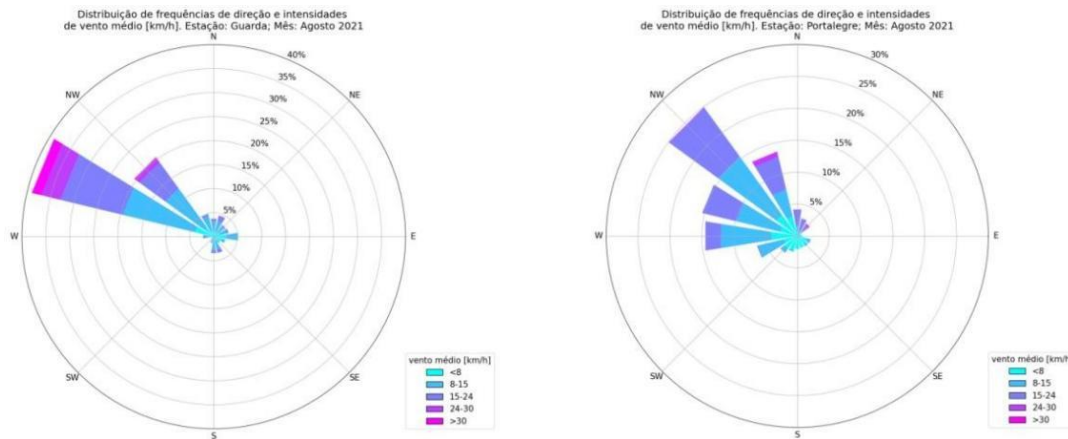 Distribuição de frequências de direção e intensidades
de vento médio [km/h]. Estação: Guarda; Mês: Agosto 2021
N
40%
35%
30%
25%
20%
15%
10%
5%
NW
NE
W
E
SW
SE
S
vento médio [km/h]
<8
8-15
15-24
24-30
>30
Distribuição de frequências de direção e intensidades
de vento médio [km/h]. Estação: Portalegre; Mês: Agosto 2021
N
30%
25%
20%
15%
10%
5%
NW
NE
W
E
SW
SE
S
vento médio [km/h]
<8
8-15
15-24
24-30
>30